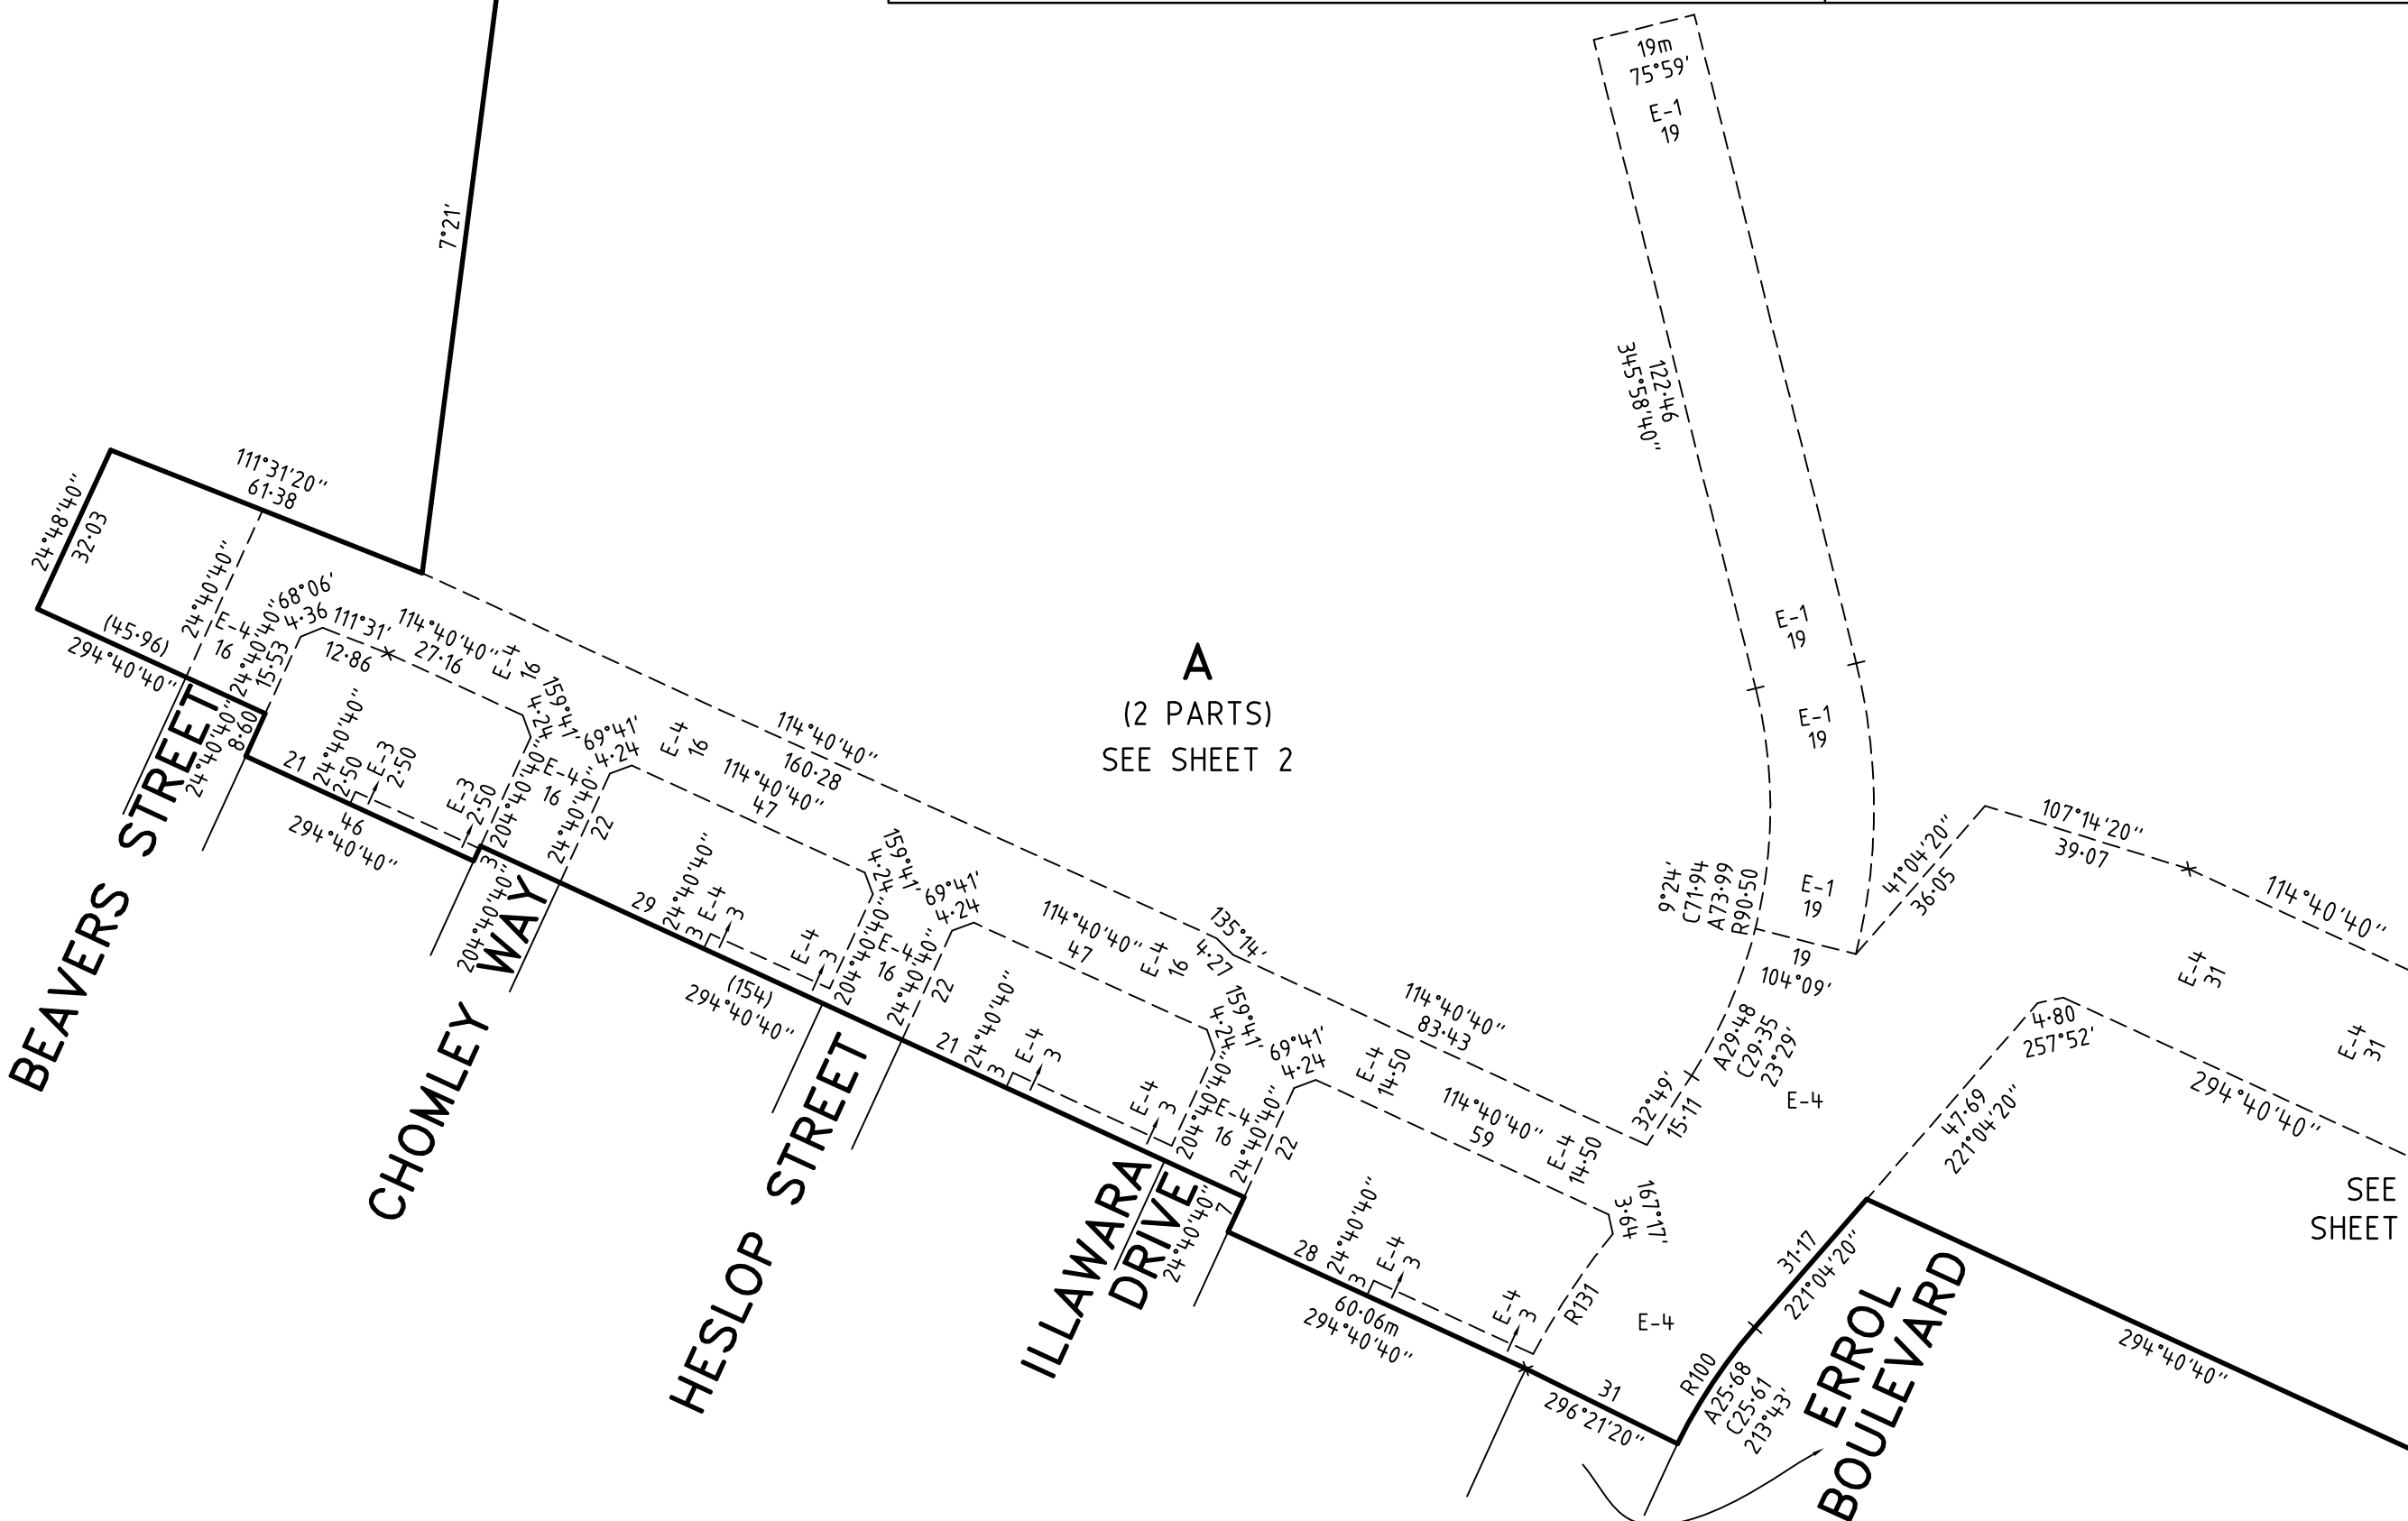 19m
75°59'
E-1
19
7°21'
122·46
345°58'40"
111°31'20"
61·38
24°48'40"
32·03
(45·96)
294°40'40"
24°40'40"
E-4
16
24°40'40"
15·53
68°06'
4·36
111°31'
12·86
114°40'40"
27·16
E-4
16
159°41'
4·24
24°40'40"
8·60
21
24°40'40"
2·50
E-3
2·50
46
294°40'40"
E-3
2·50
204°40'40"
3
204°40'40"
E-4
16
24°40'40"
22
69°41'
4·24
E-4
16
114°40'40"
47
114°40'40"
160·28
A
(2 PARTS)
SEE SHEET 2
E-1
19
E-1
19
E-1
19
9°24'
C71·94
A73·99
R90·50
19
104°09'
41°04'20"
36·05
107°14'20"
39·07
114°40'40"
E-4
31
E-4
31
4·80
257°52'
294°40'40"
47·69
221°04'20"
29
24°40'40"
3
E-4
3
(154)
294°40'40"
E-4
3
159°41'
4·24
204°40'40"
E-4
16
24°40'40"
22
69°41'
4·24
114°40'40"
47
E-4
16
135°14'
4·27
159°41'
4·24
21
24°40'40"
3
E-4
3
E-4
3
204°40'40"
E-4
16
24°40'40"
22
69°41'
4·24
E-4
14·50
114°40'40"
83·43
114°40'40"
59
E-4
14·50
32°49'
15·11
A29·48
C29·35
23°29'
E-4
167°17'
3·64
7
24°40'40"
28
24°40'40"
3
E-4
3
60·06m
294°40'40"
E-4
3
R131
E-4
31
296°21'20"
R100
A25·68
C25·61
213°43'
31·17
221°04'20"
294°40'40"
SEE
SHEET
BEAVERS STREET
CHOMLEY WAY
HESLOP STREET
ILLAWARA
DRIVE
ERROL
BOULEVARD